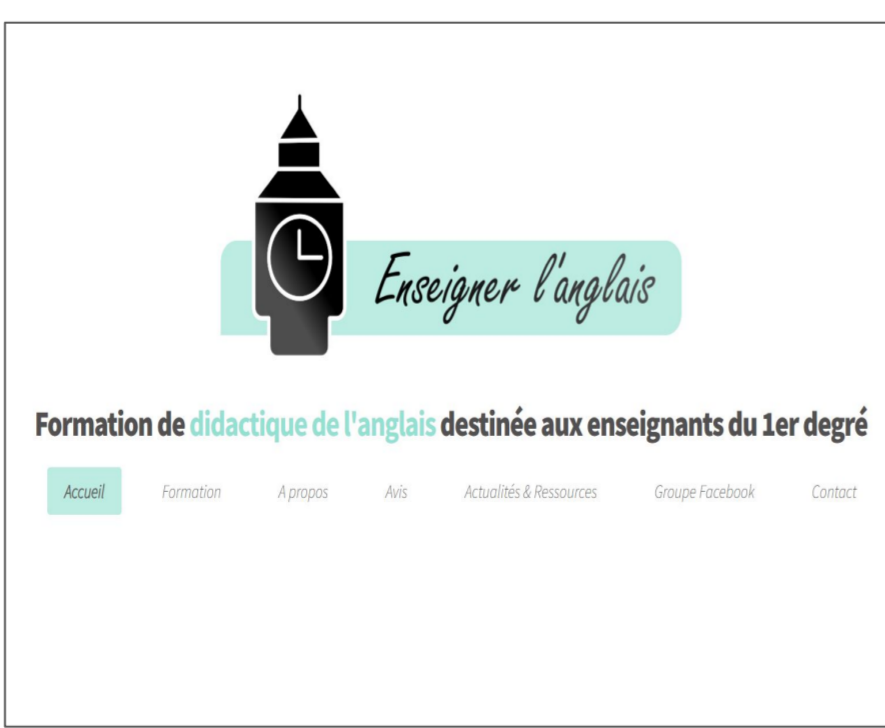 Enseigner l'anglais
Formation de didactique de l'anglais destinée aux enseignants du 1er degré
Accueil Formation A propos Avis Actualités & Ressources Groupe Facebook Contact